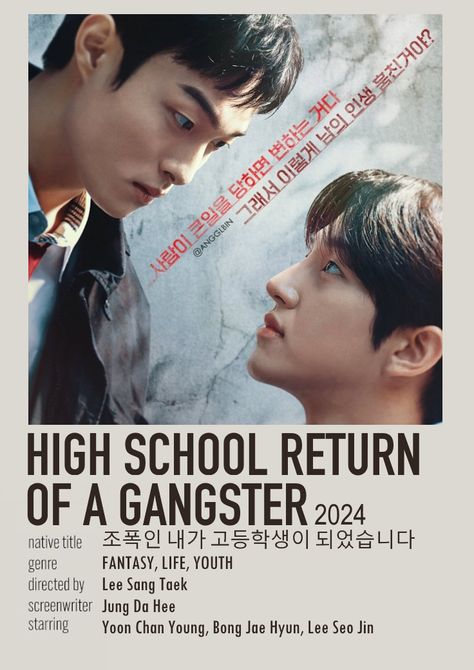 사람이 큰일을 당하면 변하는 거다
그래서 이렇게 남의 인생 훔친거야?
@ANGGIJIIN
HIGH SCHOOL RETURN
OF A GANGSTER 2024
native title 조폭인 내가 고등학생이 되었습니다
genre FANTASY, LIFE, YOUTH
directed by Lee Sang Taek
screenwriter Jung Da Hee
starring Yoon Chan Young, Bong Jae Hyun, Lee Seo Jin